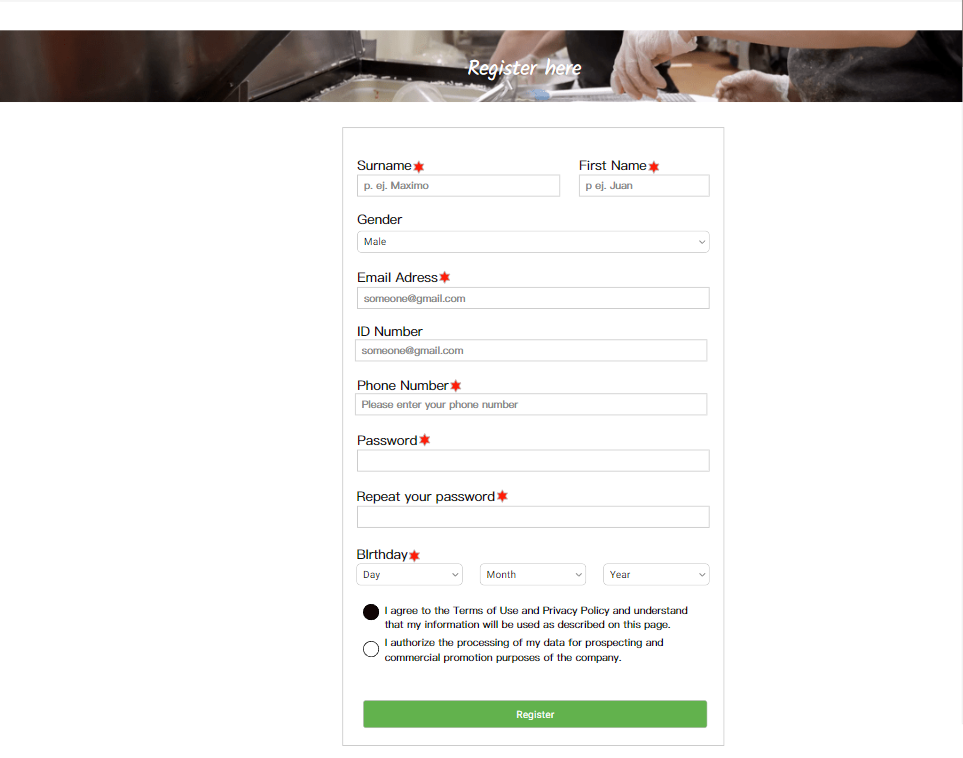 Register here
Surname First Name
p. ej. Maximo p ej. Juan
Gender
Male
Email Adress
someone@gmail.com
ID Number
someone@gmail.com
Phone Number
Please enter your phone number
Password
Repeat your password
BIrthday
Day Month Year
I agree to the Terms of Use and Privacy Policy and understand
that my information will be used as described on this page.
I authorize the processing of my data for prospecting and
commercial promotion purposes of the company.
Register